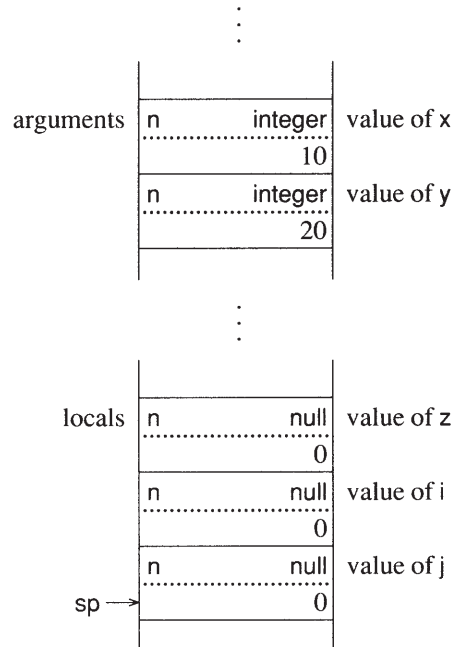 arguments n integer value of x
10
n integer value of y
20
locals n null value of z
0
n null value of i
0
n null value of j
sp 0